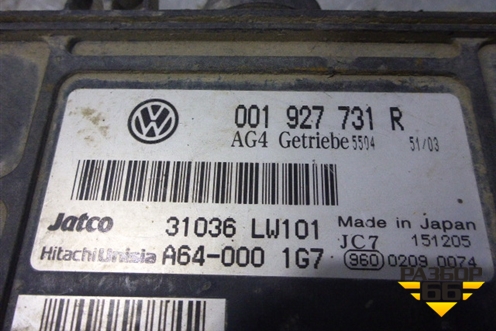 001 927 731 R
AG4 Getriebe 5504 51/03
Jatco 31036 LW101 Made in Japan
JC7 151205
HitachiUnisia A64-000 1G7 960 0209 0074
РАЗБОР
66